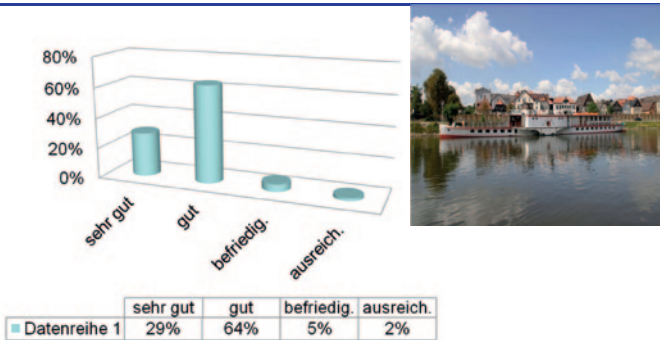 80%
60%
40%
20%
0%
sehr gut
gut
befriedig.
ausreich.
sehr gut gut befriedig. ausreich.
Datenreihe 1 29% 64% 5% 2%